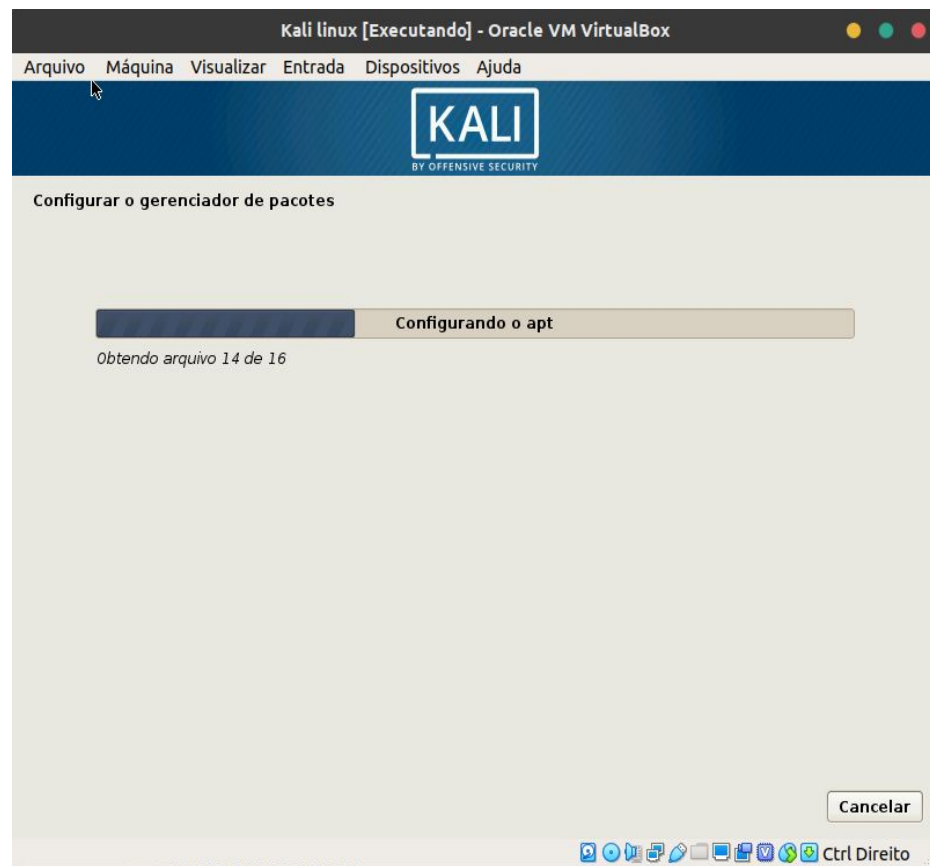 Kali linux [Executando] - Oracle VM VirtualBox
Arquivo Máquina Visualizar Entrada Dispositivos Ajuda
KALI
BY OFFENSIVE SECURITY
Configurar o gerenciador de pacotes
Configurando o apt
Obtendo arquivo 14 de 16
Cancelar
Ctrl Direito